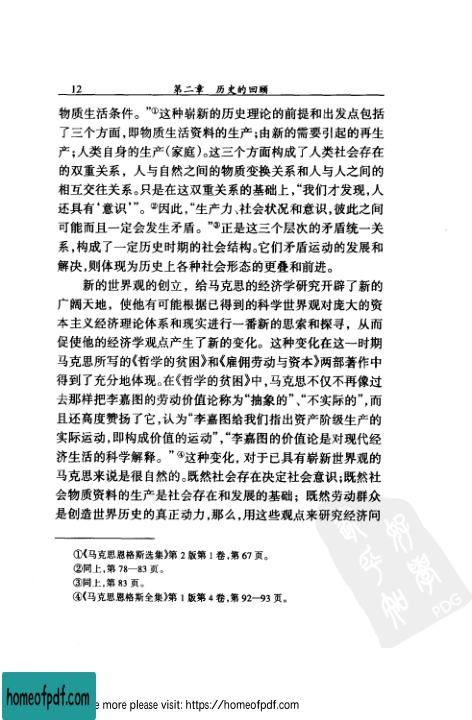 12 第二章 历史的回顾
物质生活条件。”①这种崭新的历史理论的前提和出发点包括
了三个方面,即物质生活资料的生产;由新的需要引起的再生
产;人类自身的生产(家庭)。这三个方面构成了人类社会存在
的双重关系，人与自然之间的物质变换关系和人与人之间的
相互交往关系。只是在这双重关系的基础上,“我们才发现,人
还具有‘意识’”。②因此,“生产力、社会状况和意识,彼此之间
可能而且一定会发生矛盾。”③正是这三个层次的矛盾统一关
系,构成了一定历史时期的社会结构。它们矛盾运动的发展和
解决,则体现为历史上各种社会形态的更叠和前进。
新的世界观的创立，给马克思的经济学研究开辟了新的
广阔天地，使他有可能根据已得到的科学世界观对庞大的资
本主义经济理论体系和现实进行一番新的思索和探寻，从而
促使他的经济学观点产生了新的变化。这种变化在这一时期
马克思所写的《哲学的贫困》和《雇佣劳动与资本》两部著作中
得到了充分地体现。在《哲学的贫困》中,马克思不仅不再像过
去那样把李嘉图的劳动价值论称为“抽象的”、“不实际的”,而
且还高度赞扬了它,认为“李嘉图给我们指出资产阶级生产的
实际运动,即构成价值的运动”,“李嘉图的价值论是对现代经
济生活的科学解释。”④这种变化，对于已具有崭新世界观的
马克思来说是很自然的。既然社会存在决定社会意识;既然社
会物质资料的生产是社会存在和发展的基础；既然劳动群众
是创造世界历史的真正动力,那么,用这些观点来研究经济问
①《马克思恩格斯选集》第2版第1卷,第67页。
②同上,第78—83页。
③同上,第83页。
④《马克思恩格斯全集》第1版第4卷,第92—93页。
PDG
homeofpdf.com
e more please visit: https://homeofpdf.com